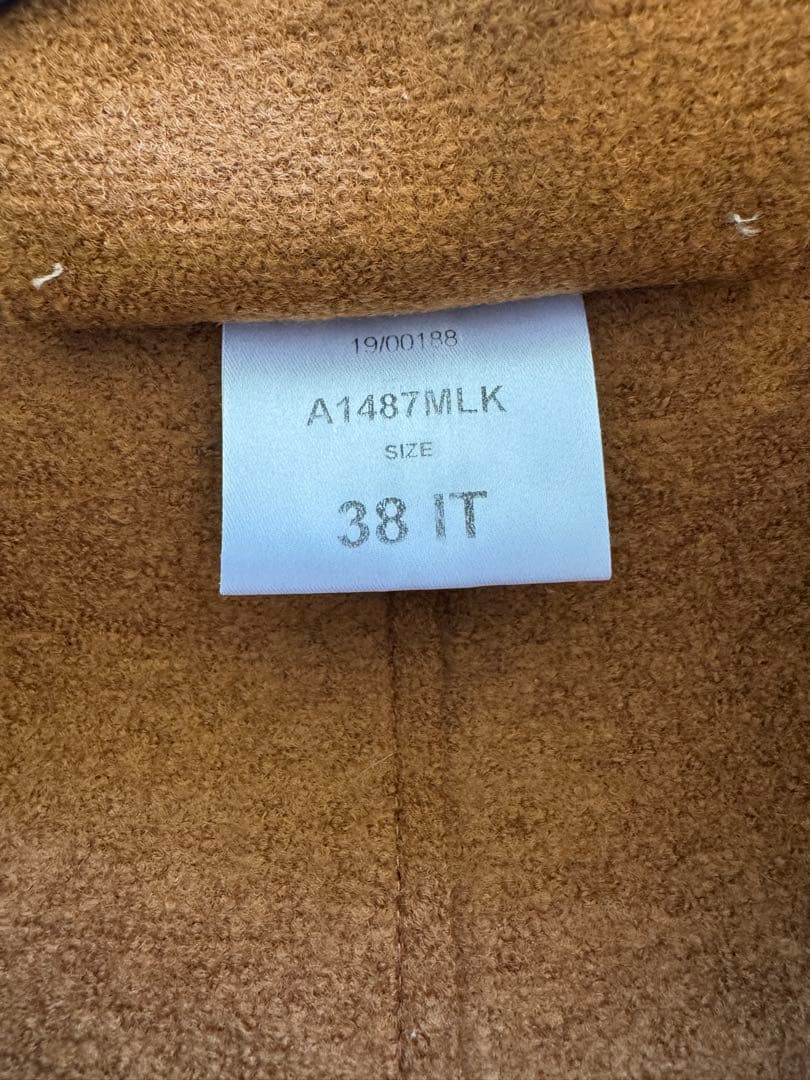 19/00188
A1487MLK
SIZE
38 IT